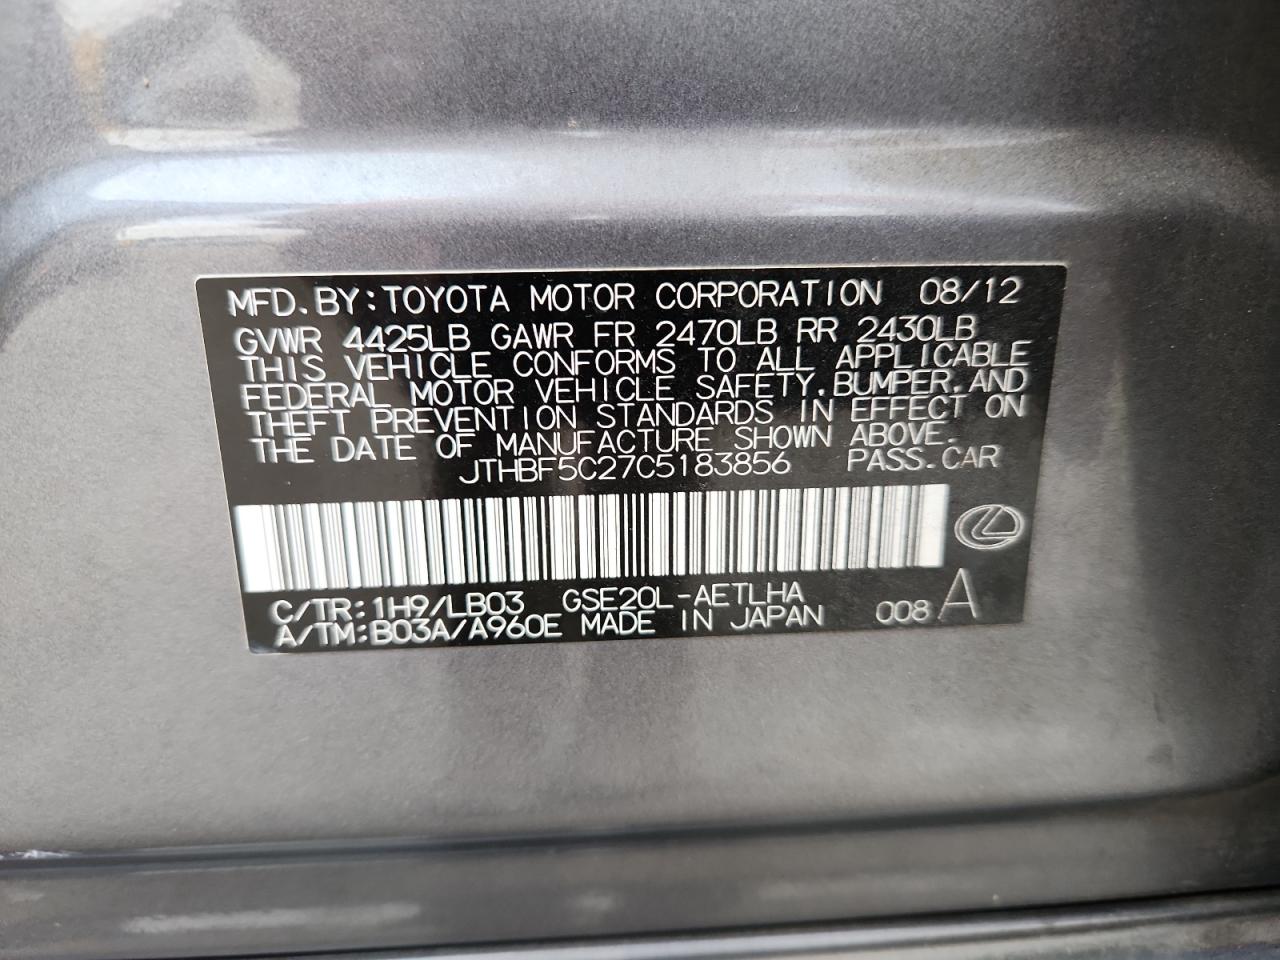 MFD.BY:TOYOTA MOTOR CORPORATION 08/12
GVWR 4425LB GAWR FR 2470LB RR 2430LB
THIS VEHICLE CONFORMS TO ALL APPLICABLE
FEDERAL MOTOR VEHICLE SAFETY,BUMPER,AND
THEFT PREVENTION STANDARDS IN EFFECT ON
THE DATE OF MANUFACTURE SHOWN ABOVE.
JTHBF5C27C5183856 PASS.CAR
C/TR:1H9/LB03 GSE20L-AETLHA
A/TM:B03A/A960E MADE IN JAPAN 008 A